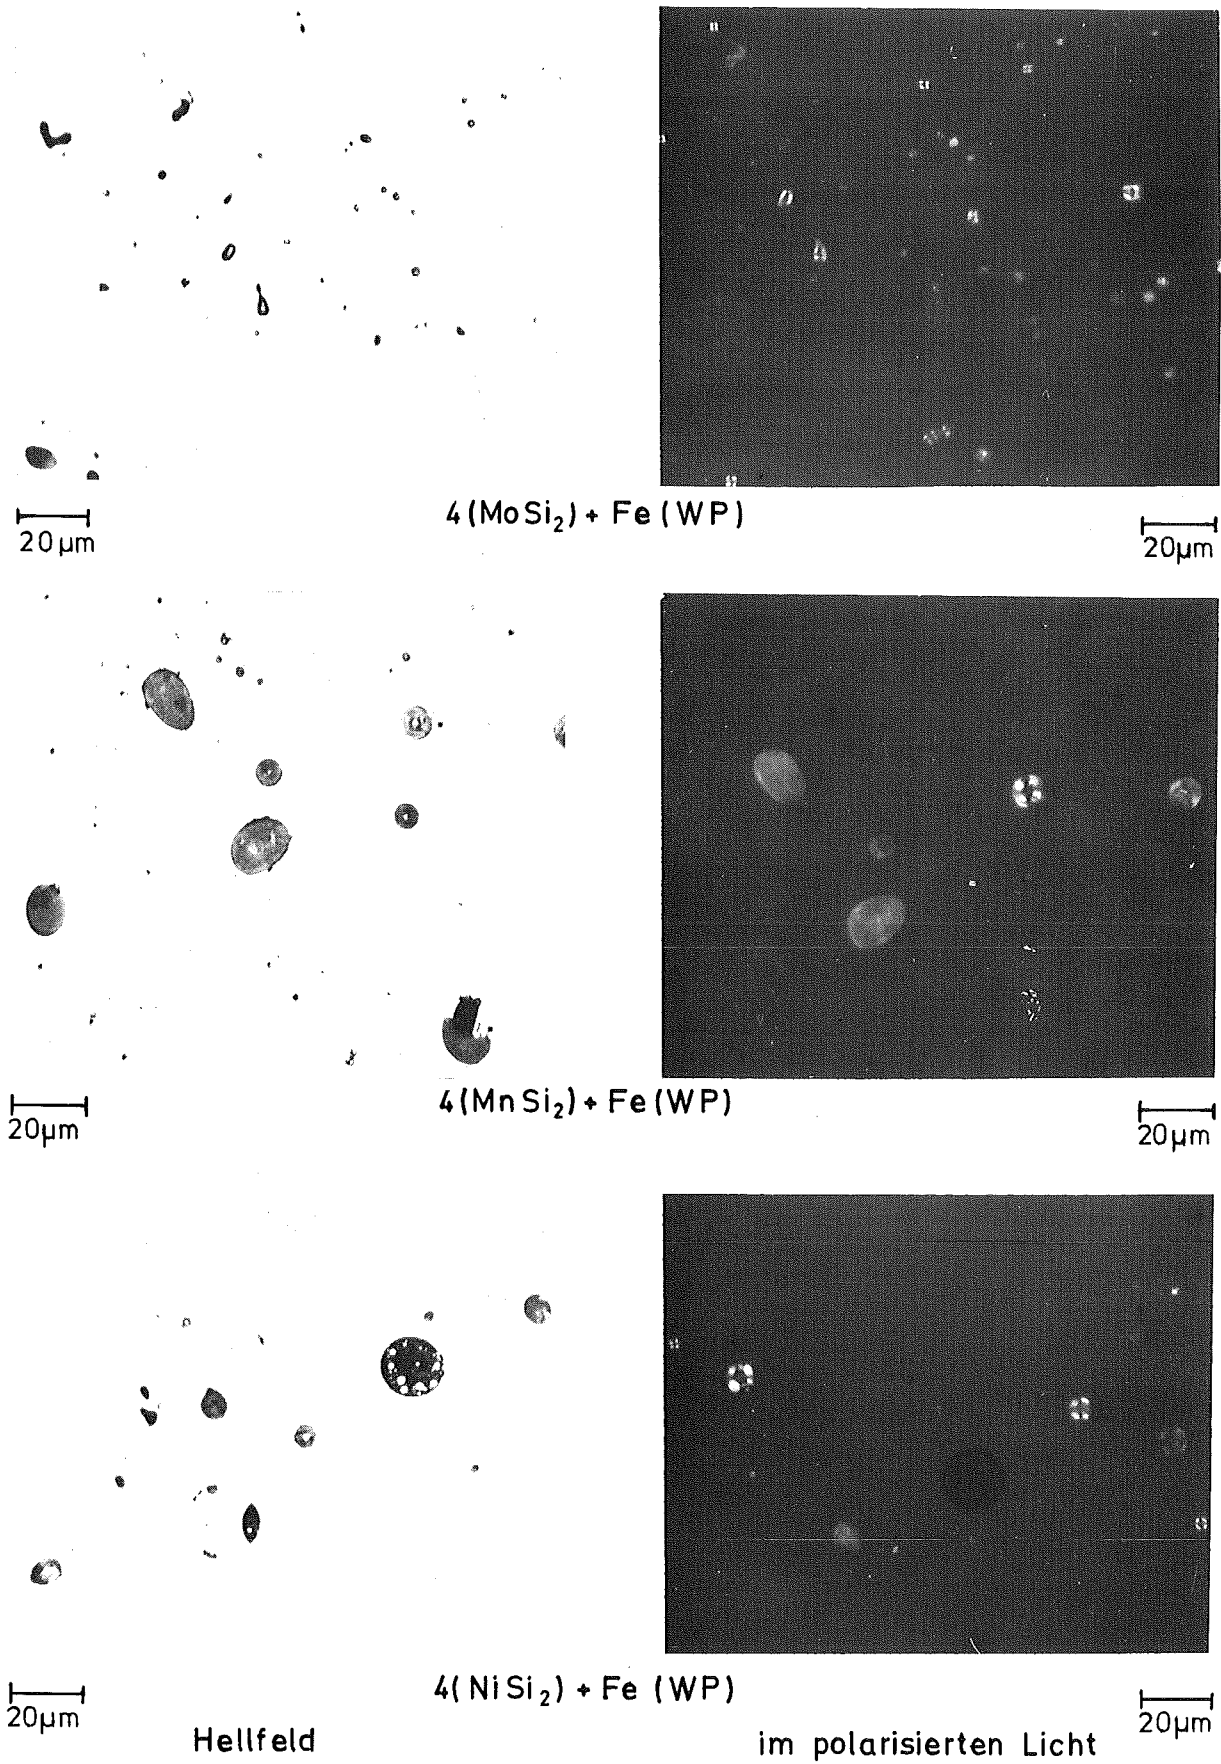 4(MoSi₂) + Fe (WP)
20 µm
20µm
4(MnSi₂) + Fe (WP)
20µm
20µm
4(NiSi₂) + Fe (WP)
20µm
20µm
Hellfeld
im polarisierten Licht